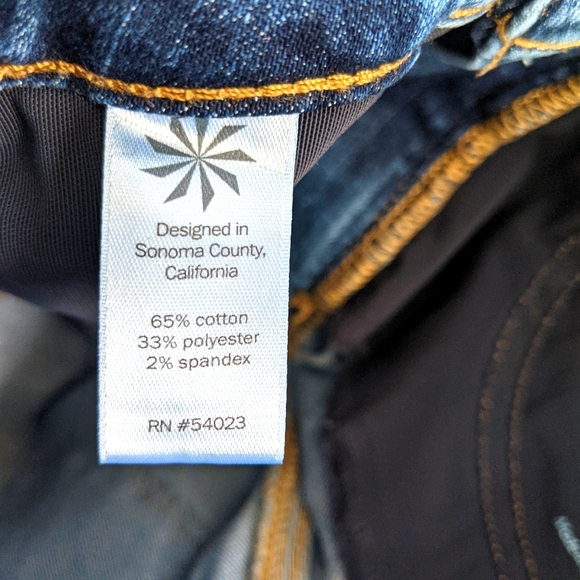 Designed in
Sonoma County,
California
65% cotton
33% polyester
2% spandex
RN #54023